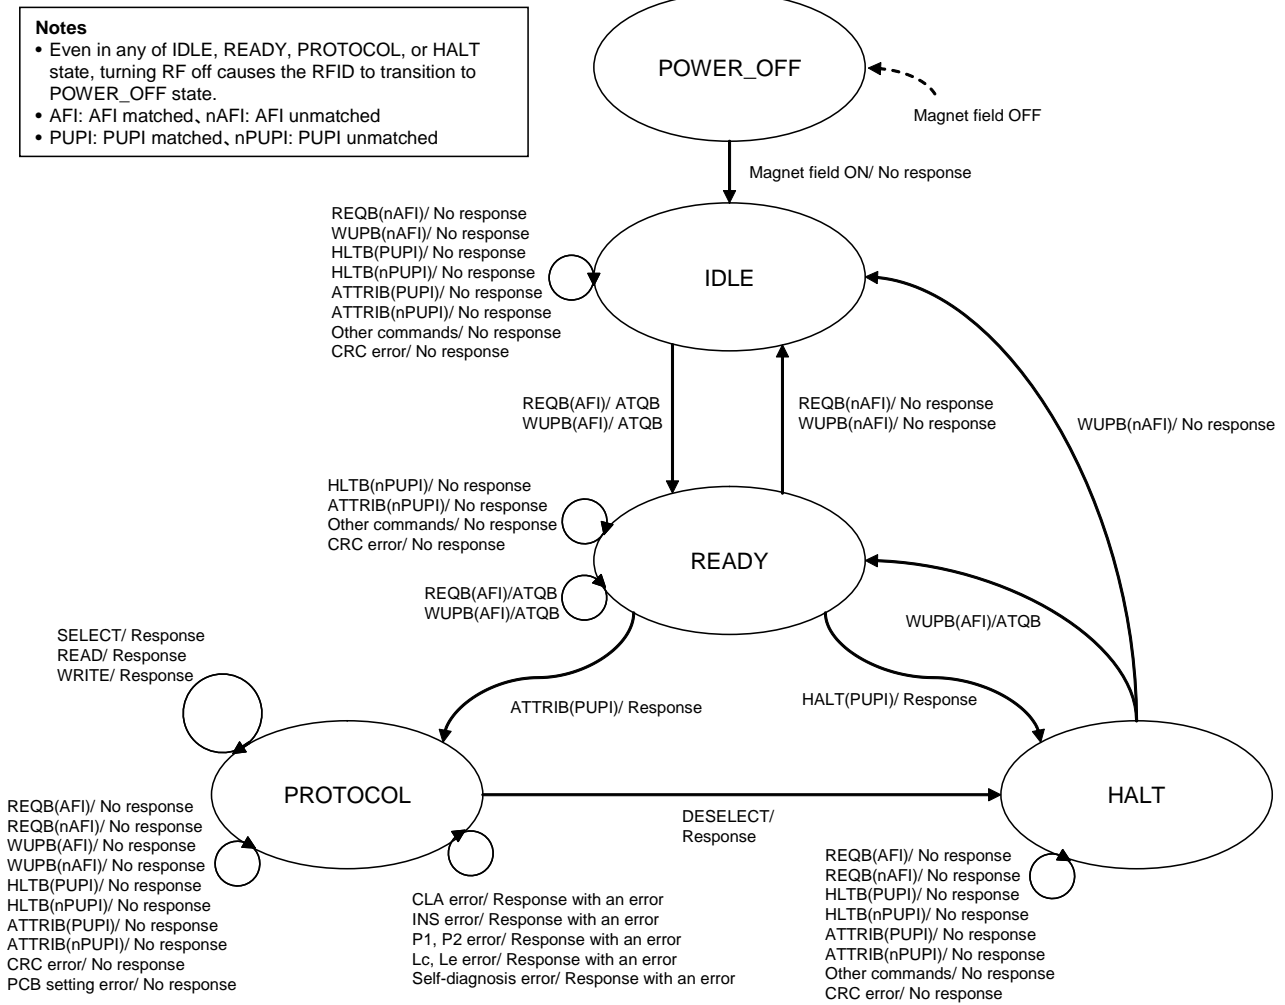 Notes
• Even in any of IDLE, READY, PROTOCOL, or HALT
state, turning RF off causes the RFID to transition to
POWER_OFF state.
• AFI: AFI matched、nAFI: AFI unmatched
• PUPI: PUPI matched、nPUPI: PUPI unmatched
POWER_OFF
Magnet field OFF
Magnet field ON/ No response
REQB(nAFI)/ No response
WUPB(nAFI)/ No response
HLTB(PUPI)/ No response
HLTB(nPUPI)/ No response
ATTRIB(PUPI)/ No response
ATTRIB(nPUPI)/ No response
Other commands/ No response
CRC error/ No response
IDLE
REQB(AFI)/ ATQB
WUPB(AFI)/ ATQB
REQB(nAFI)/ No response
WUPB(nAFI)/ No response
WUPB(nAFI)/ No response
HLTB(nPUPI)/ No response
ATTRIB(nPUPI)/ No response
Other commands/ No response
CRC error/ No response
READY
REQB(AFI)/ATQB
WUPB(AFI)/ATQB
WUPB(AFI)/ATQB
SELECT/ Response
READ/ Response
WRITE/ Response
ATTRIB(PUPI)/ Response
HALT(PUPI)/ Response
PROTOCOL
HALT
DESELECT/
Response
REQB(AFI)/ No response
REQB(nAFI)/ No response
WUPB(AFI)/ No response
WUPB(nAFI)/ No response
HLTB(PUPI)/ No response
HLTB(nPUPI)/ No response
ATTRIB(PUPI)/ No response
ATTRIB(nPUPI)/ No response
CRC error/ No response
PCB setting error/ No response
CLA error/ Response with an error
INS error/ Response with an error
P1, P2 error/ Response with an error
Lc, Le error/ Response with an error
Self-diagnosis error/ Response with an error
REQB(AFI)/ No response
REQB(nAFI)/ No response
HLTB(PUPI)/ No response
HLTB(nPUPI)/ No response
ATTRIB(PUPI)/ No response
ATTRIB(nPUPI)/ No response
Other commands/ No response
CRC error/ No response